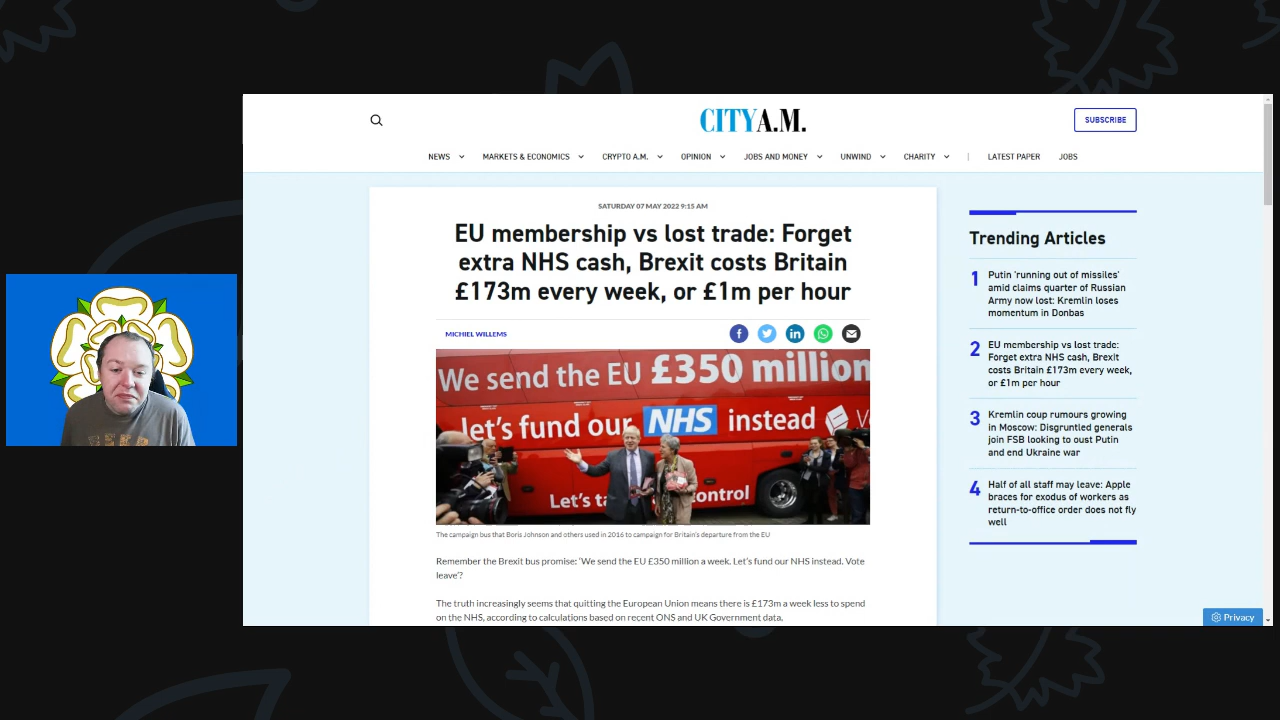 CITYA.M.
SUBSCRIBE
NEWS MARKETS & ECONOMICS CRYPTO A.M. OPINION JOBS AND MONEY UNWIND CHARITY | LATEST PAPER JOBS
SATURDAY 07 MAY 2022 9:15 AM
EU membership vs lost trade: Forget
extra NHS cash, Brexit costs Britain
£173m every week, or £1m per hour
MICHIEL WILLEMS
We send the EU £350 million
let's fund our NHS instead
Let's ta control
The campaign bus that Boris Johnson and others used in 2016 to campaign for Britain's departure from the EU
Remember the Brexit bus promise: 'We send the EU £350 million a week. Let's fund our NHS instead. Vote
leave'?
The truth increasingly seems that quitting the European Union means there is £173m a week less to spend
on the NHS, according to calculations based on recent ONS and UK Government data.
Trending Articles
1 Putin 'running out of missiles'
amid claims quarter of Russian
Army now lost: Kremlin loses
momentum in Donbas
2 EU membership vs lost trade:
Forget extra NHS cash, Brexit
costs Britain £173m every week,
or £1m per hour
3 Kremlin coup rumours growing
in Moscow: Disgruntled generals
join FSB looking to oust Putin
and end Ukraine war
4 Half of all staff may leave: Apple
braces for exodus of workers as
return-to-office order does not fly
well
Privacy